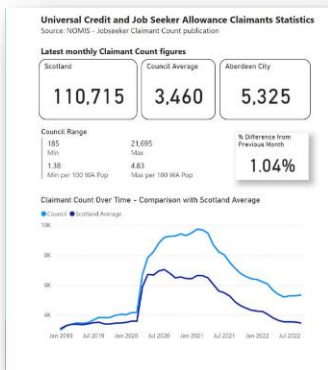 Universal Credit and Job Seeker Allowance Claimants Statistics
Source: NOMIS - Jobseeker Claimant Count publication
Latest monthly Claimant Count figures
Scotland
Council Average
Aberdeen City
110,715
3,460
5,325
Council Range
185
21,695
Min
Max
1.38
4.83
Min per 100 WA Pop
Max per 100 WA Pop
% Difference from
Previous Month
1.04%
Claimant Count Over Time - Comparison with Scotland Average
Council Scotland Average
10K
8K
6K
4K
Jan 2019 Jul 2019 Jan 2020 Jul 2020 Jan 2021 Jul 2021 Jan 2022 Jul 2022